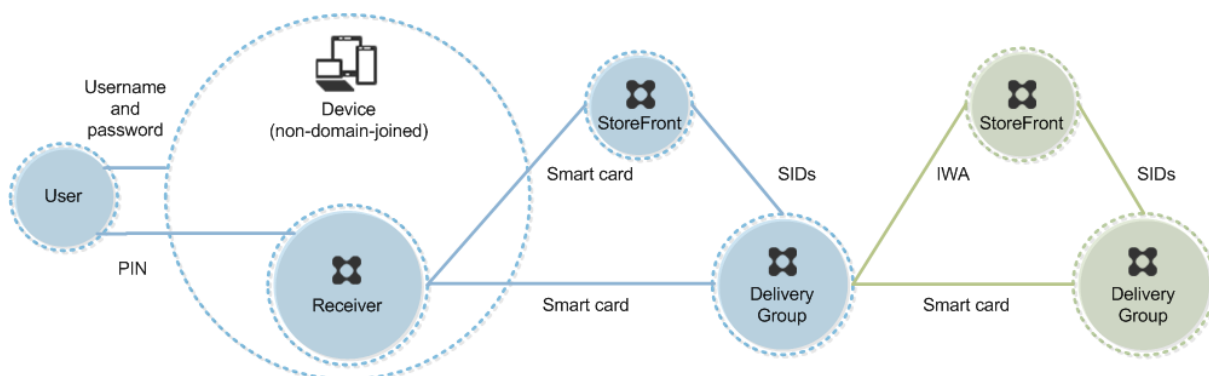 Username
and
password
Device
(non-domain-joined)
User
PIN
Receiver
StoreFront
Smart card
SIDs
Smart card
Delivery
Group
StoreFront
IWA
SIDs
Smart card
Delivery
Group